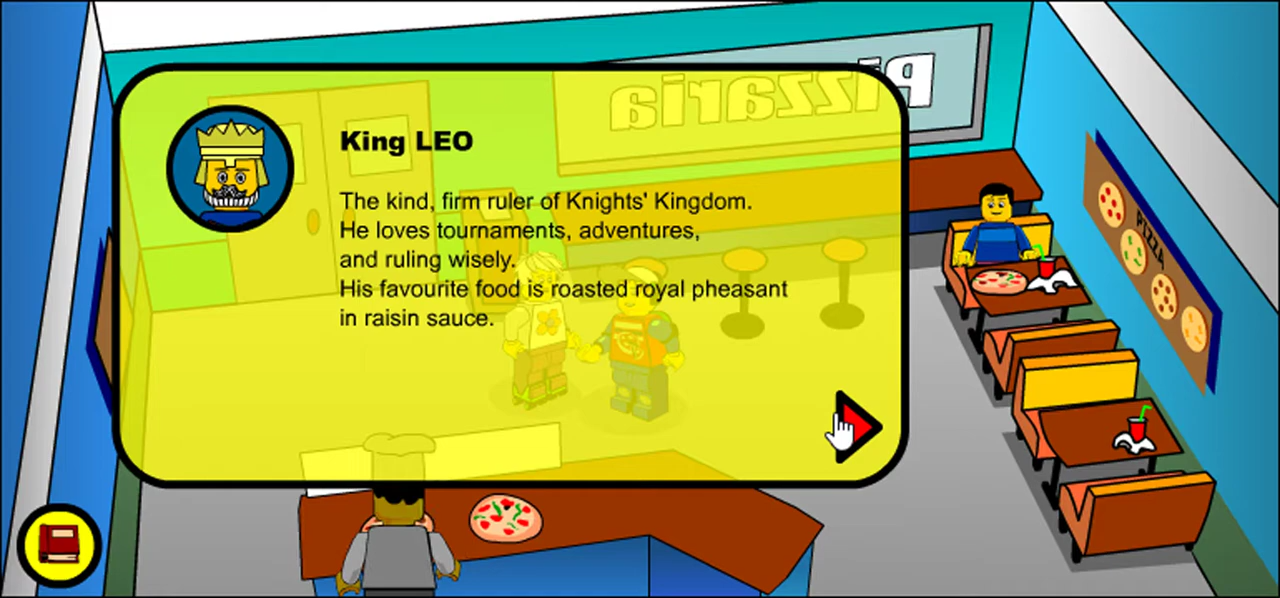 Pizzaria
King LEO
The kind, firm ruler of Knights' Kingdom.
He loves tournaments, adventures,
and ruling wisely.
His favourite food is roasted royal pheasant
in raisin sauce.
PIZZA